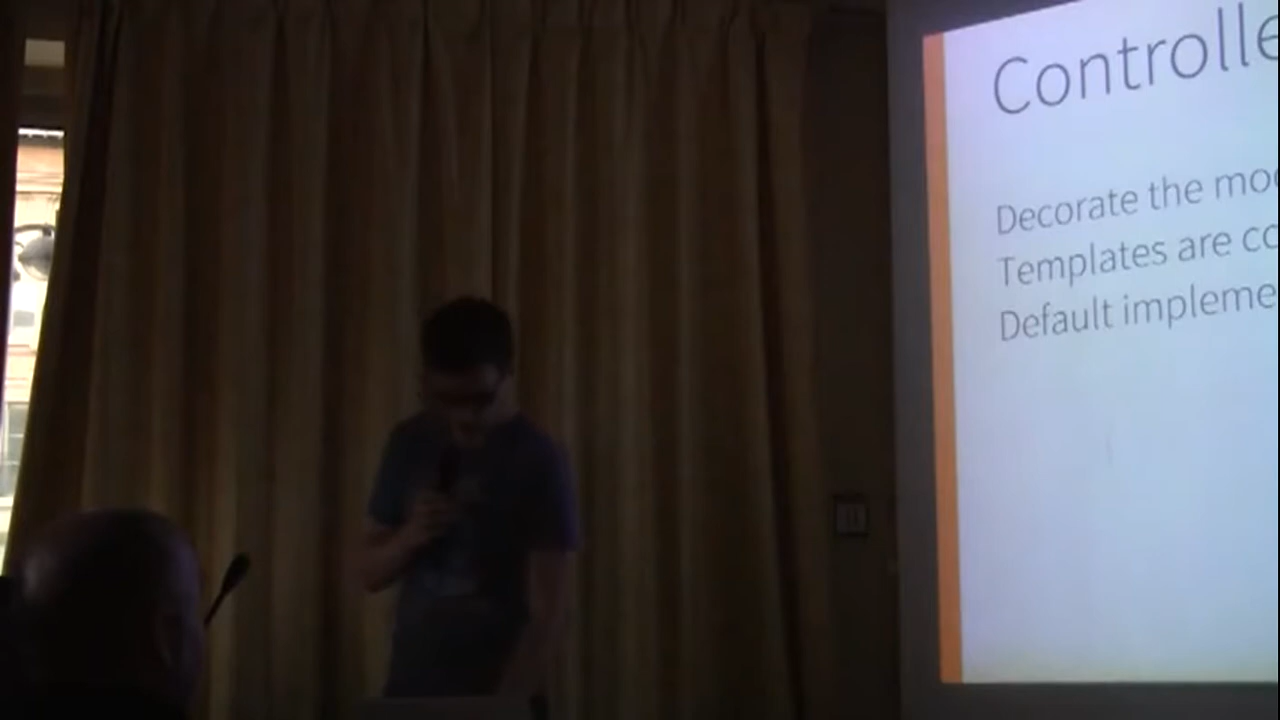 Controlle
Decorate the mo
Templates are co
Default impleme